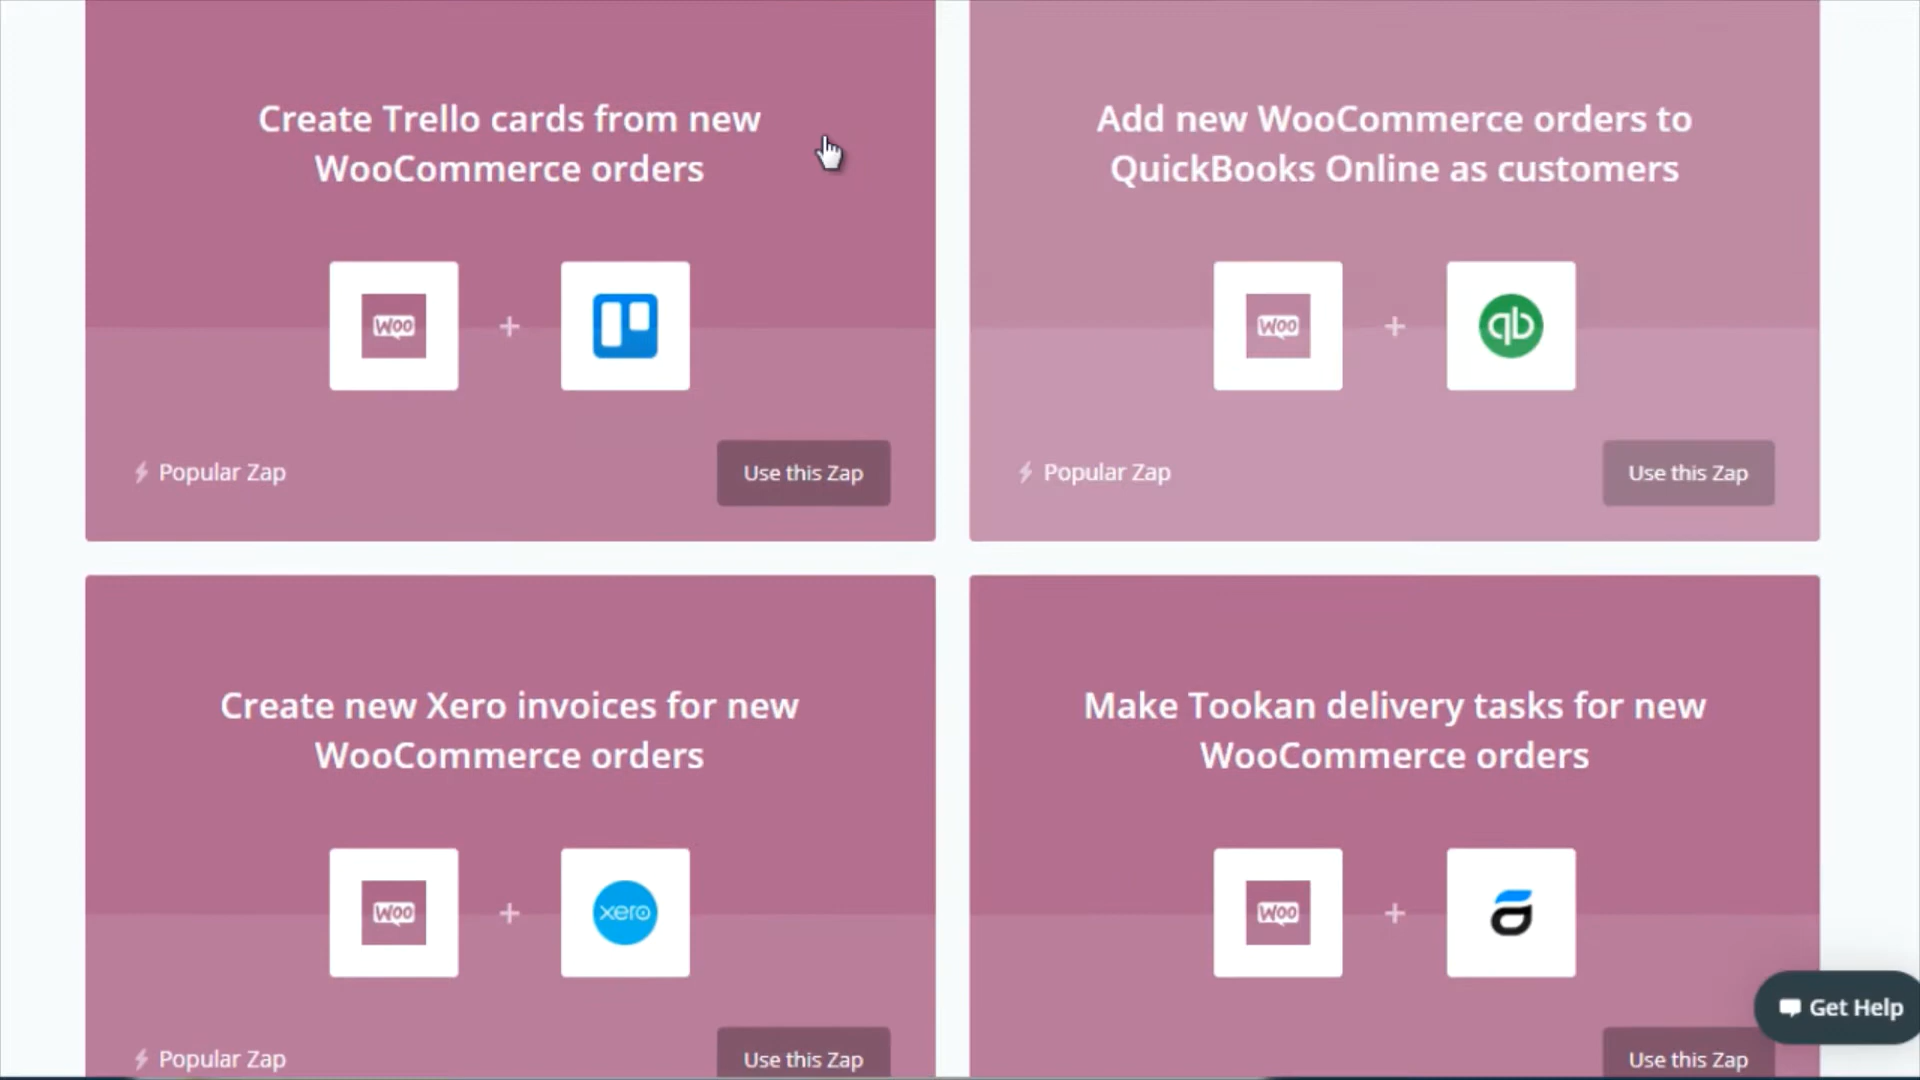 Create Trello cards from new
WooCommerce orders
WOO
+
Popular Zap
Use this Zap
Add new WooCommerce orders to
QuickBooks Online as customers
WOO
+
qb
Popular Zap
Use this Zap
Create new Xero invoices for new
WooCommerce orders
WOO
+
xero
Popular Zap
Use this Zap
Make Tookan delivery tasks for new
WooCommerce orders
WOO
+
Use this Zap
Get Help